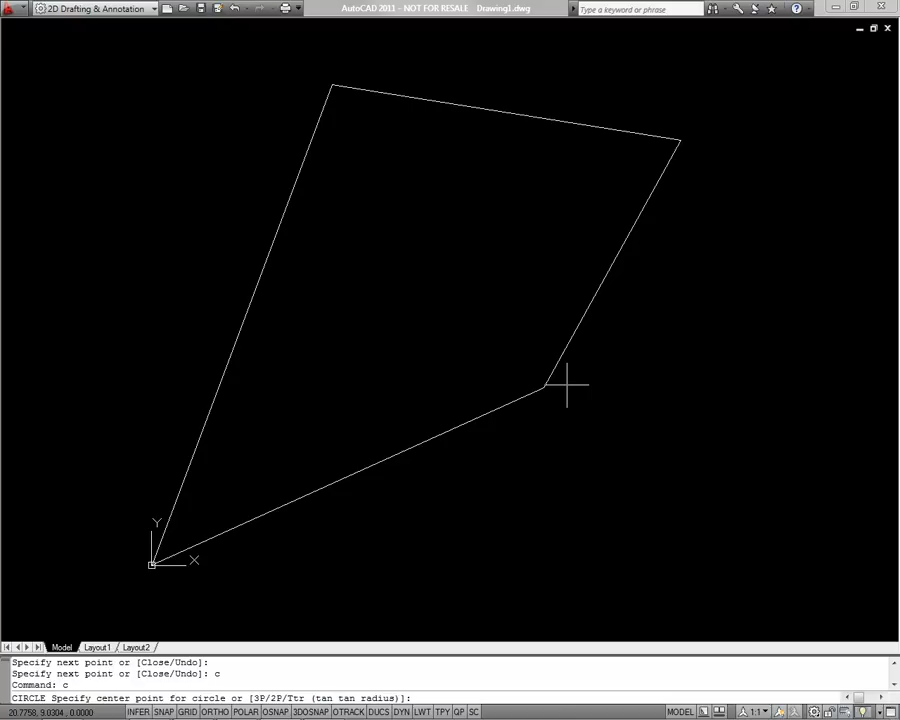 2D Drafting & Annotation
AutoCAD 2011 - NOT FOR RESALE Drawing1.dwg
Type a keyword or phrase
Y
X
Model Layout1 Layout2
Specify next point or [Close/Undo]:
Specify next point or [Close/Undo]: c
Command: c
CIRCLE Specify center point for circle or [3P/2P/Ttr (tan tan radius)]:
20.7758, 9.0304, 0.0000 INFER SNAP GRID ORTHO POLAR OSNAP 3DOSNAP OTRACK DUCS DYN LWT TPY QP SC MODEL 1:1